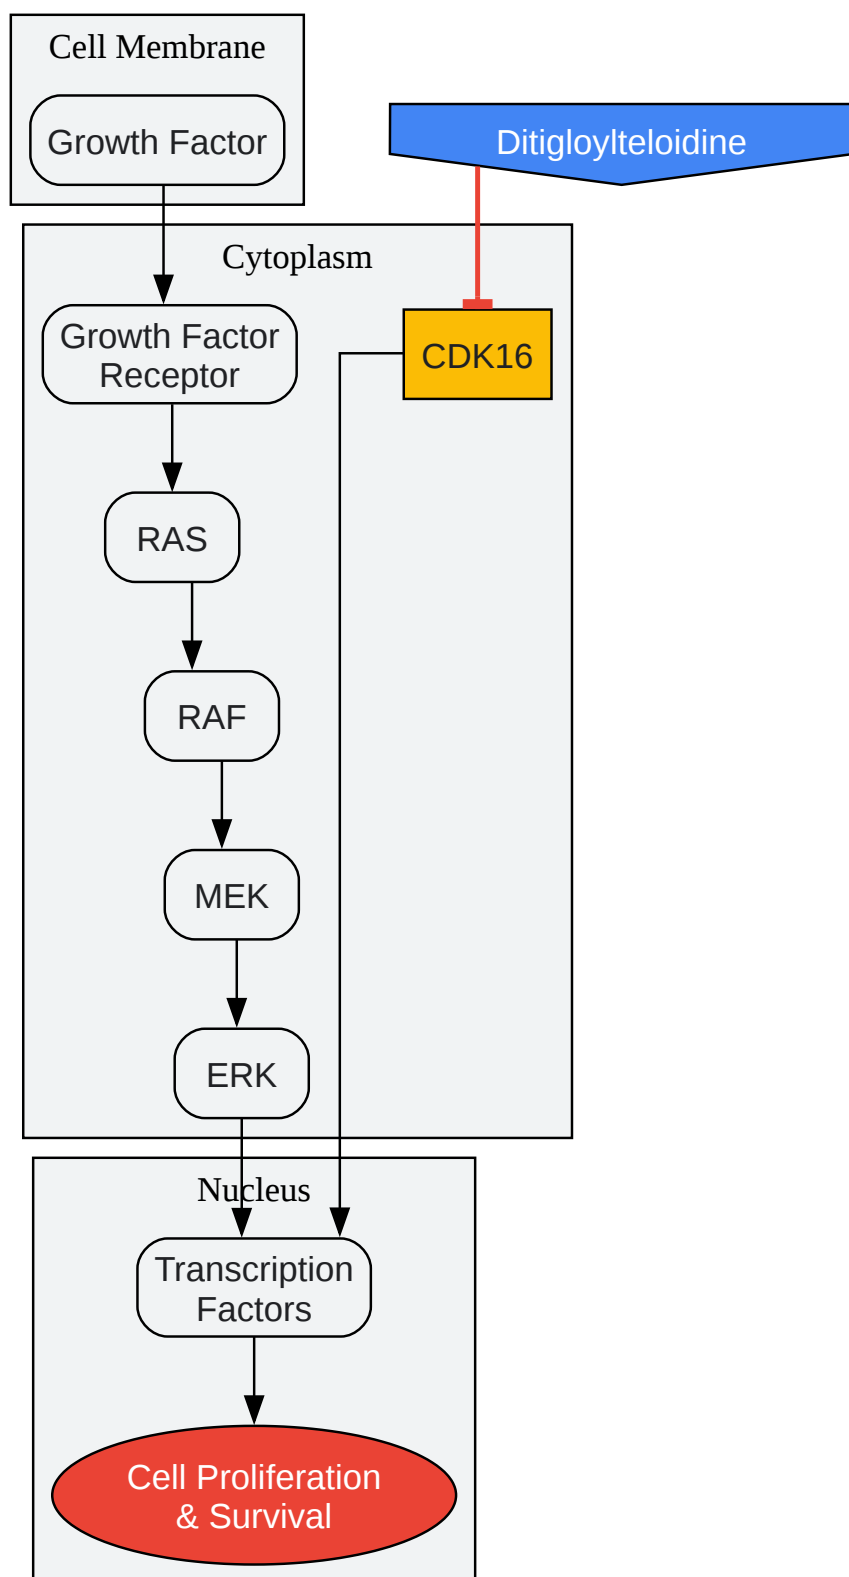 Cell Membrane
Growth Factor
Ditigloylteloidine
Cytoplasm
Growth Factor
Receptor
CDK16
RAS
RAF
MEK
ERK
Nucleus
Transcription
Factors
Cell Proliferation
& Survival